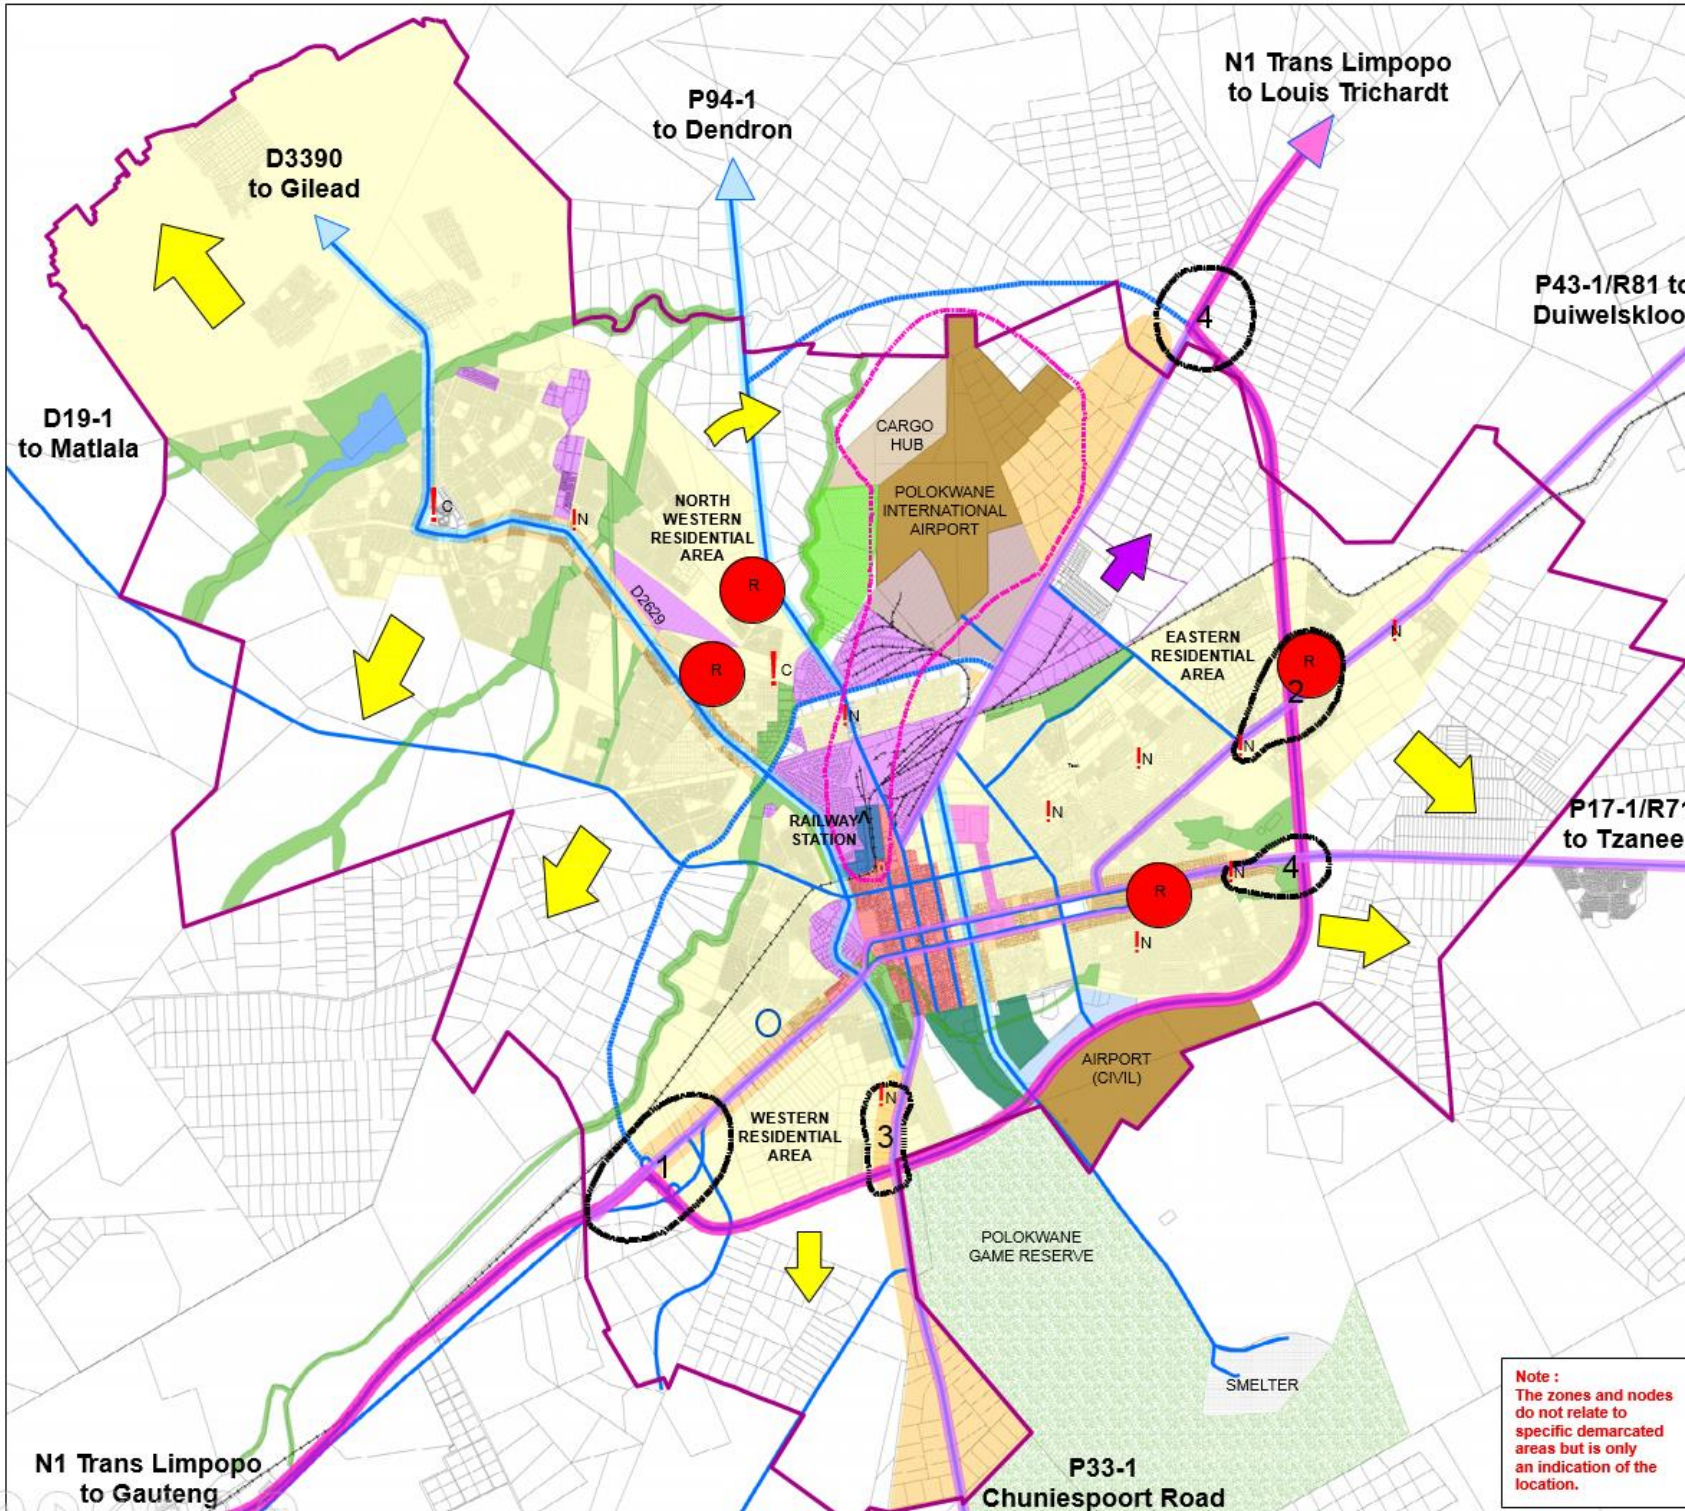 N1 Trans Limpopo
to Louis Trichardt
P94-1
to Dendron
D3390
to Gilead
P43-1/R81 to
Duiwelskloo
D19-1
to Matlala
CARGO
HUB
POLOKWANE
INTERNATIONAL
AIRPORT
NORTH
WESTERN
RESIDENTIAL
AREA
4
C
N
R
D2629
EASTERN
RESIDENTIAL
AREA
N
R
R
2
C
N
N
N
N
RAILWAY
STATION
P17-1/R71
to Tzanee
4
N
R
N
AIRPORT
(CIVIL)
N
3
WESTERN
RESIDENTIAL
AREA
1
POLOKWANE
GAME RESERVE
SMELTER
Note :
The zones and nodes
do not relate to
specific demarcated
areas but is only
an indication of the
location.
N1 Trans Limpopo
to Gauteng
P33-1
Chuniespoort Road